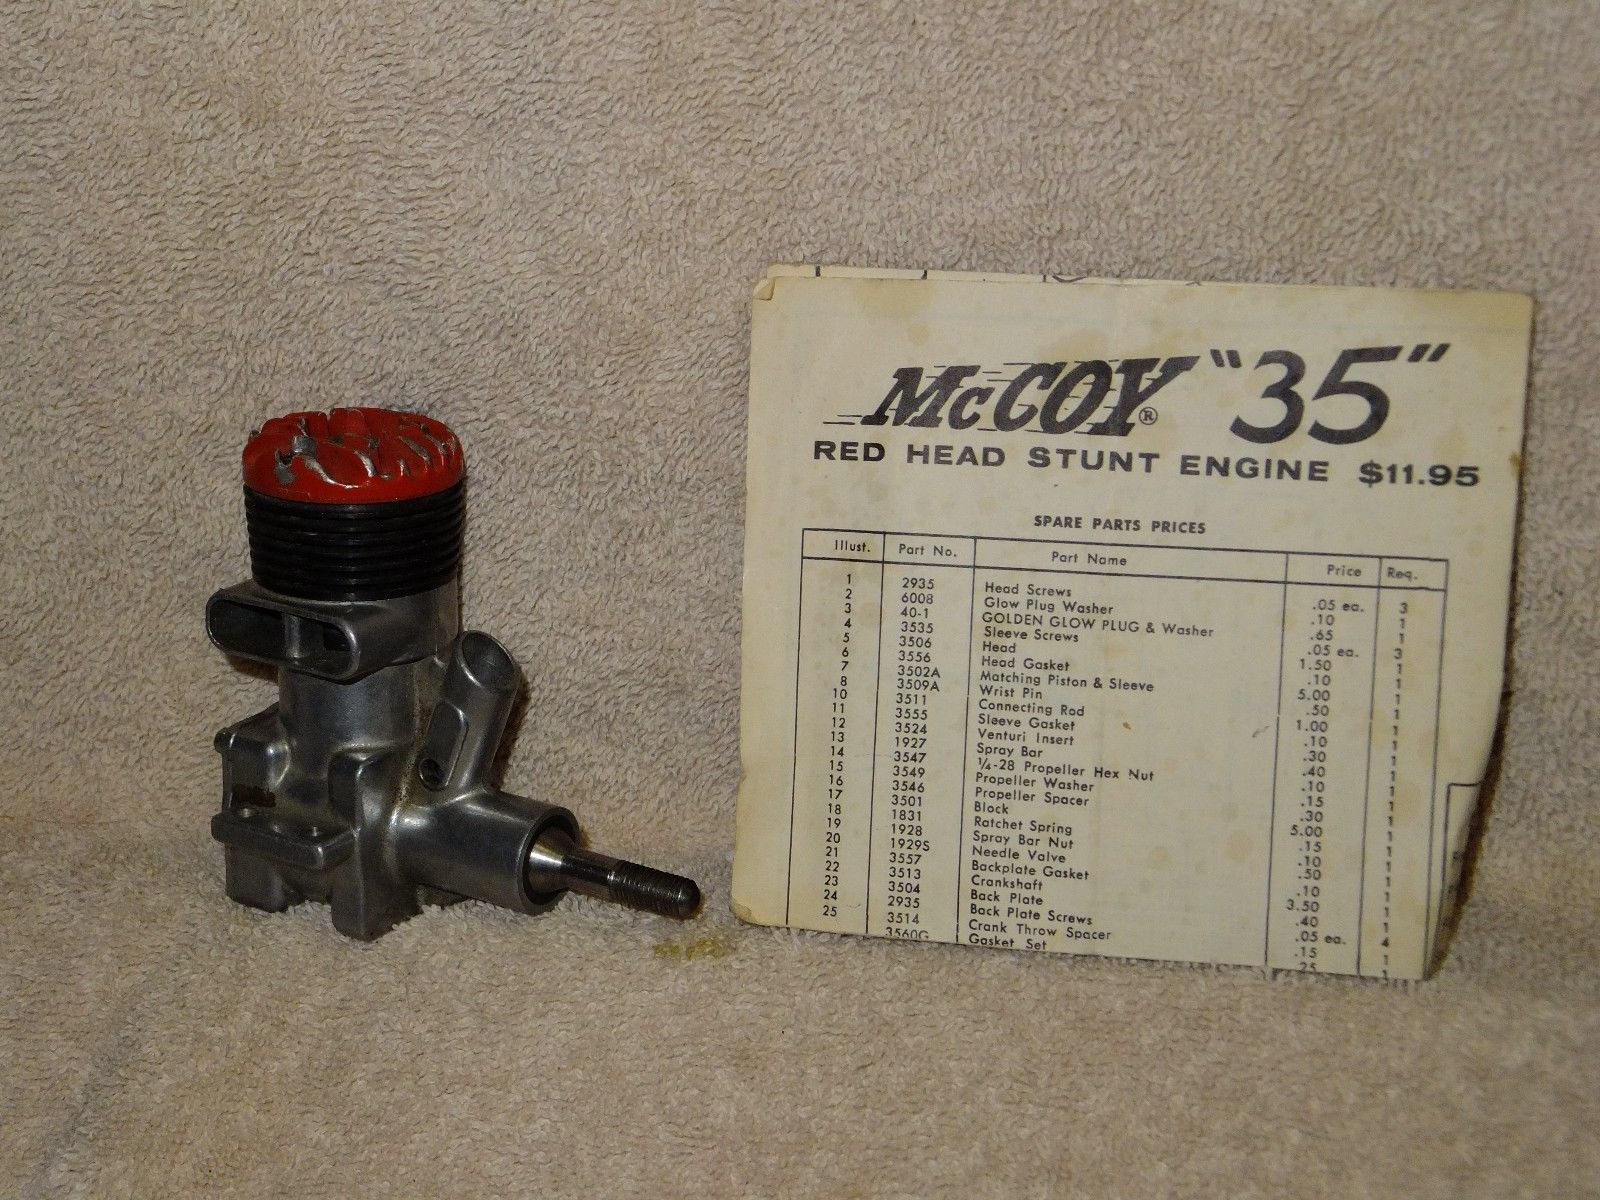 McCOY® "35"
RED HEAD STUNT ENGINE $11.95
SPARE PARTS PRICES
Illust. Part No. Part Name Price Req.
1 2935 Head Screws .05 ea. 3
2 6008 Glow Plug Washer .10 1
3 40-1 GOLDEN GLOW PLUG & Washer .65 1
4 3535 Sleeve Screws .05 ea. 3
5 3506 Head 1.50 1
6 3556 Head Gasket .10 1
7 3502A Matching Piston & Sleeve 5.00 1
8 3509A Wrist Pin .50 1
10 3511 Connecting Rod 1.00 1
11 3555 Sleeve Gasket .10 1
12 3524 Venturi Insert .30 1
13 1927 Spray Bar .40 1
14 3547 ¼-28 Propeller Hex Nut .10 1
15 3549 Propeller Washer .15 1
16 3546 Propeller Spacer .30 1
17 3501 Block 5.00 1
18 1831 Ratchet Spring .15 1
19 1928 Spray Bar Nut .10 1
20 1929S Needle Valve .50 1
21 3557 Backplate Gasket .10 1
22 3513 Crankshaft 3.50 1
23 3504 Back Plate .40 1
24 2935 Back Plate Screws .05 ea. 4
25 3514 Crank Throw Spacer .15 1
3560G Gasket Set .25 1